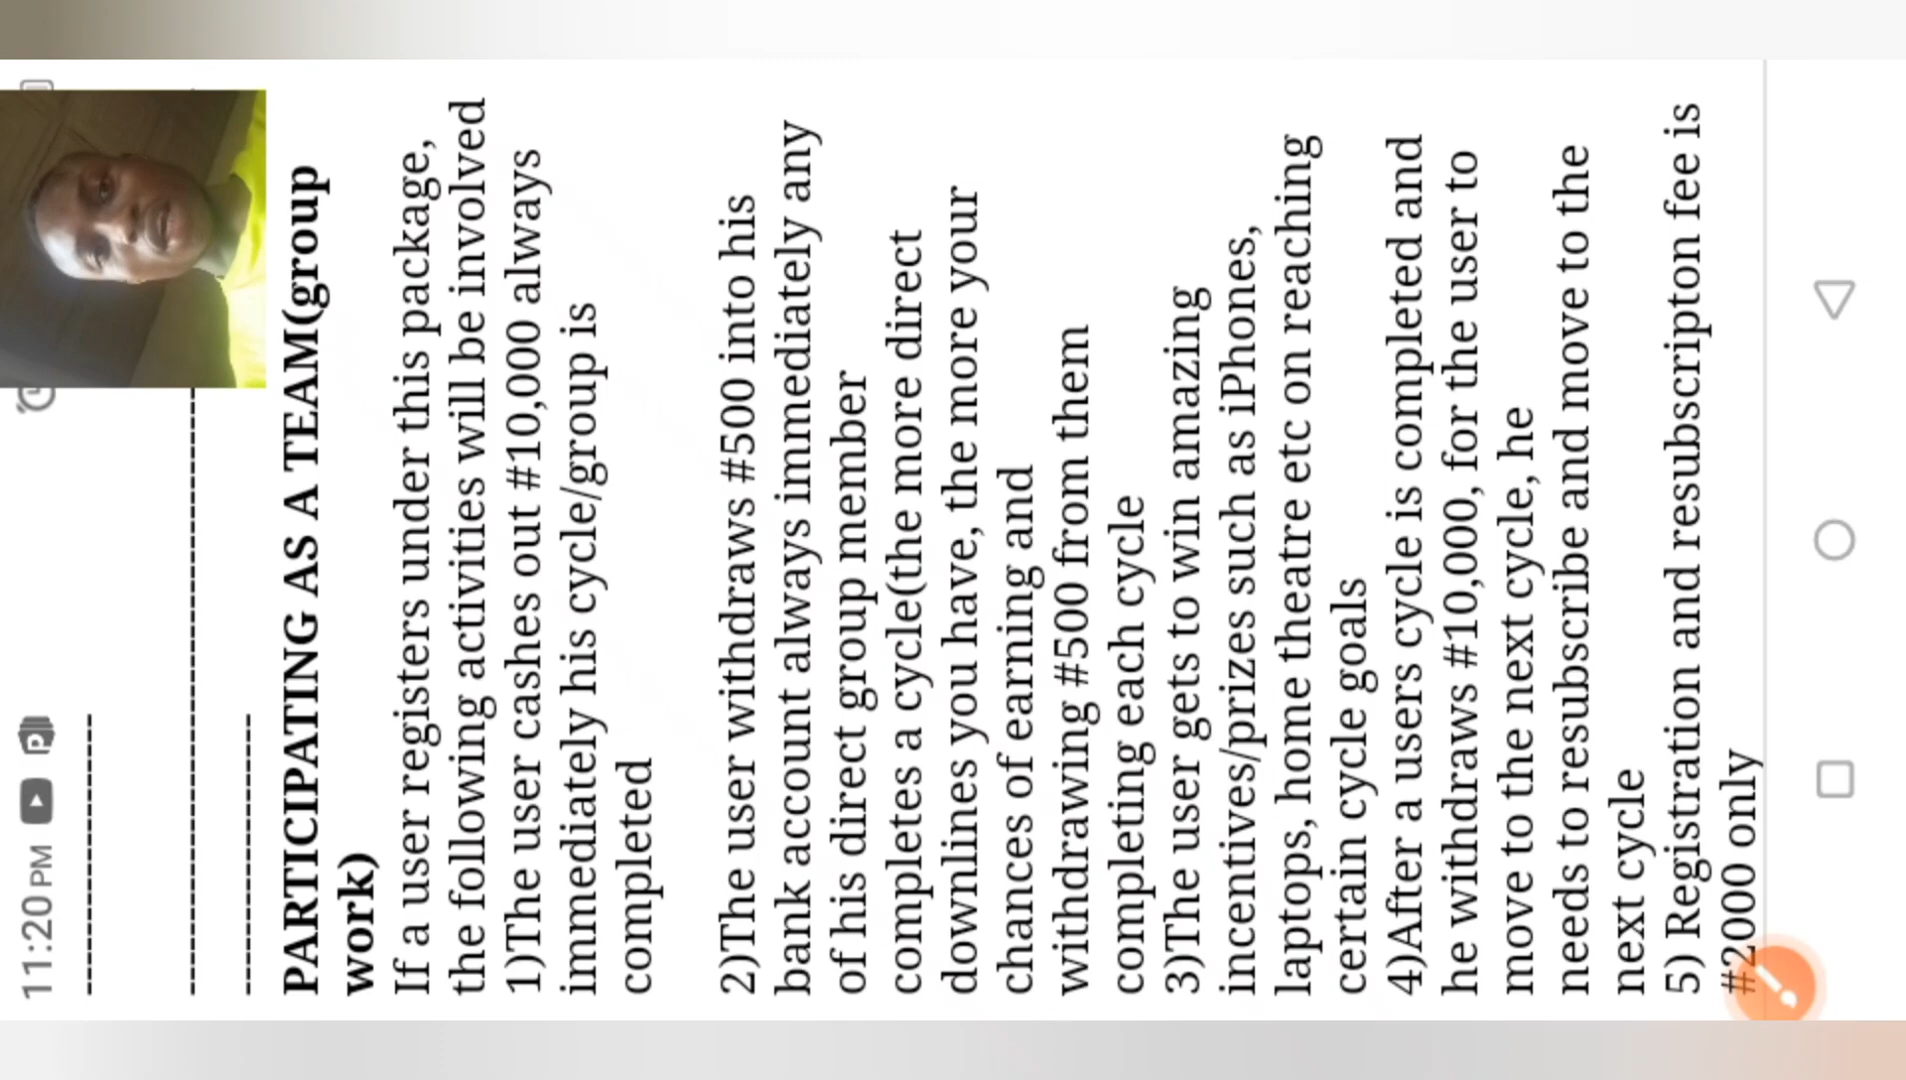 11:20 PM
PARTICIPATING AS A TEAM(group
work)
If a user registers under this package,
the following activities will be involved
1)The user cashes out #10,000 always
immediately his cycle/group is
completed
2)The user withdraws #500 into his
bank account always immediately any
of his direct group member
completes a cycle(the more direct
downlines you have, the more your
chances of earning and
withdrawing #500 from them
completing each cycle
3)The user gets to win amazing
incentives/prizes such as iPhones,
laptops, home theatre etc on reaching
certain cycle goals
4)After a users cycle is completed and
he withdraws #10,000, for the user to
move to the next cycle, he
needs to resubscribe and move to the
next cycle
5) Registration and resubscripton fee is
#2000 only